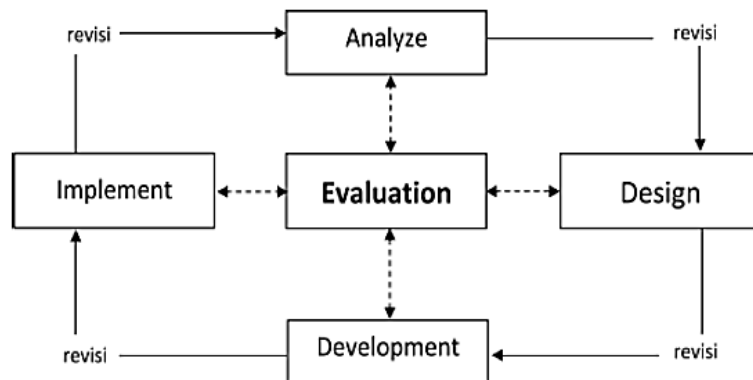 revisi
Analyze
revisi
Implement
Evaluation
Design
revisi
Development
revisi